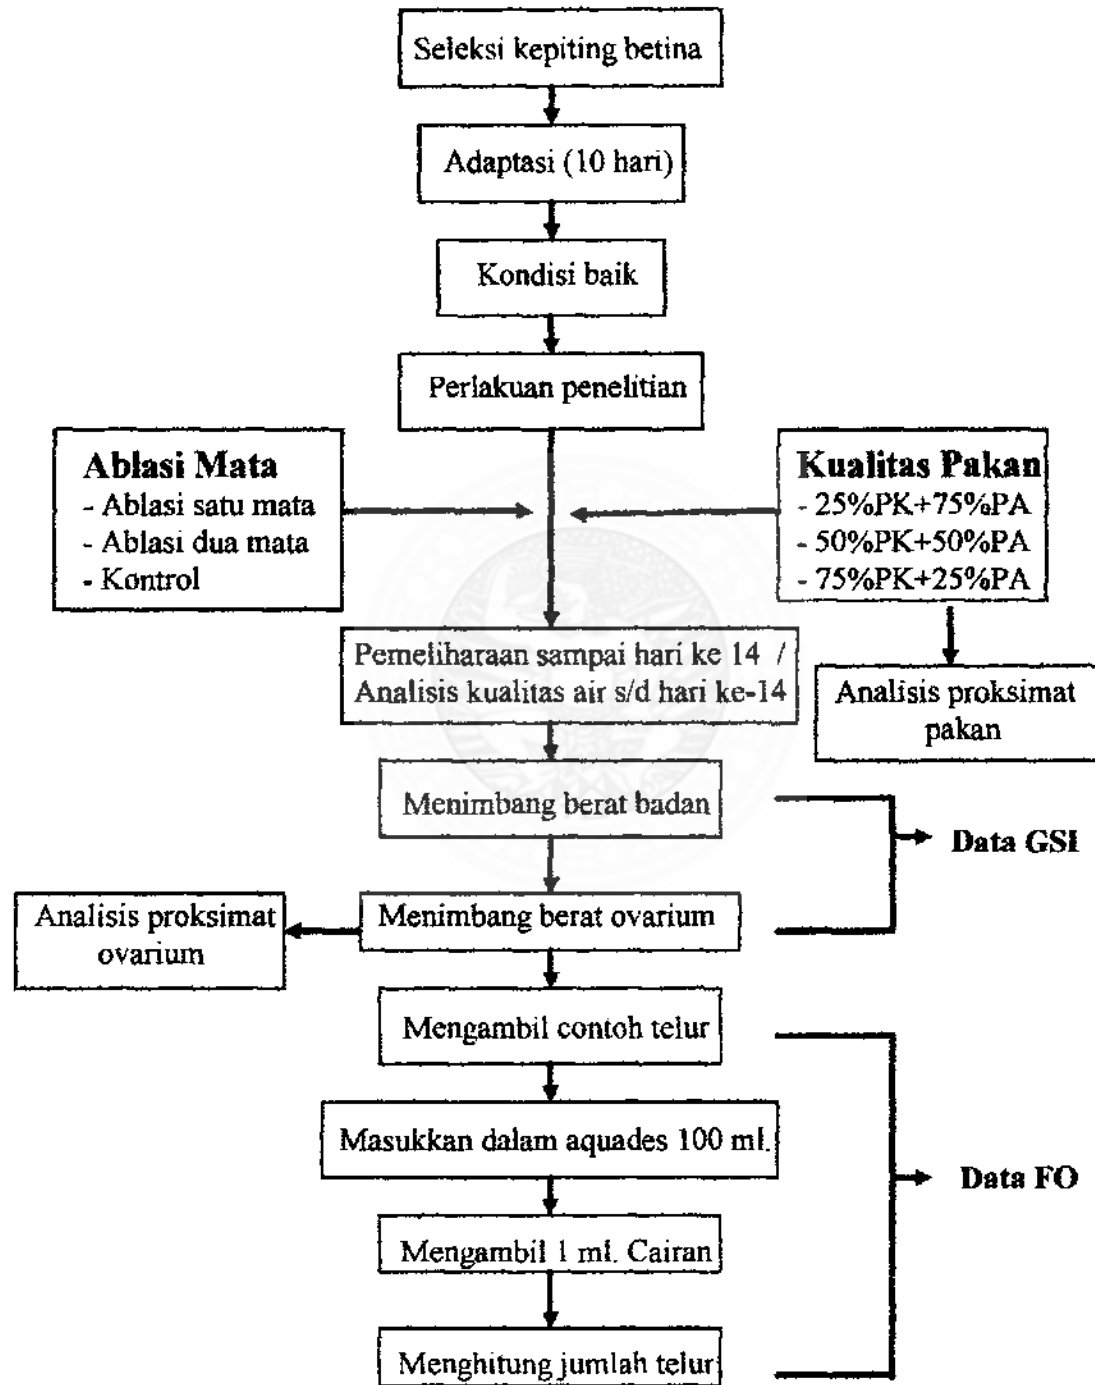 Seleksi kepiting betina
Adaptasi (10 hari)
Kondisi baik
Perlakuan penelitian
Ablasi Mata
- Ablasi satu mata
- Ablasi dua mata
- Kontrol
Kualitas Pakan
- 25%PK+75%PA
- 50%PK+50%PA
- 75%PK+25%PA
Pemeliharaan sampai hari ke 14 /
Analisis kualitas air s/d hari ke-14
Analisis proksimat
pakan
Menimbang berat badan
Data GSI
Menimbang berat ovarium
Analisis proksimat
ovarium
Mengambil contoh telur
Masukkan dalam aquades 100 ml.
Data FO
Mengambil 1 ml. Cairan
Menghitung jumlah telur